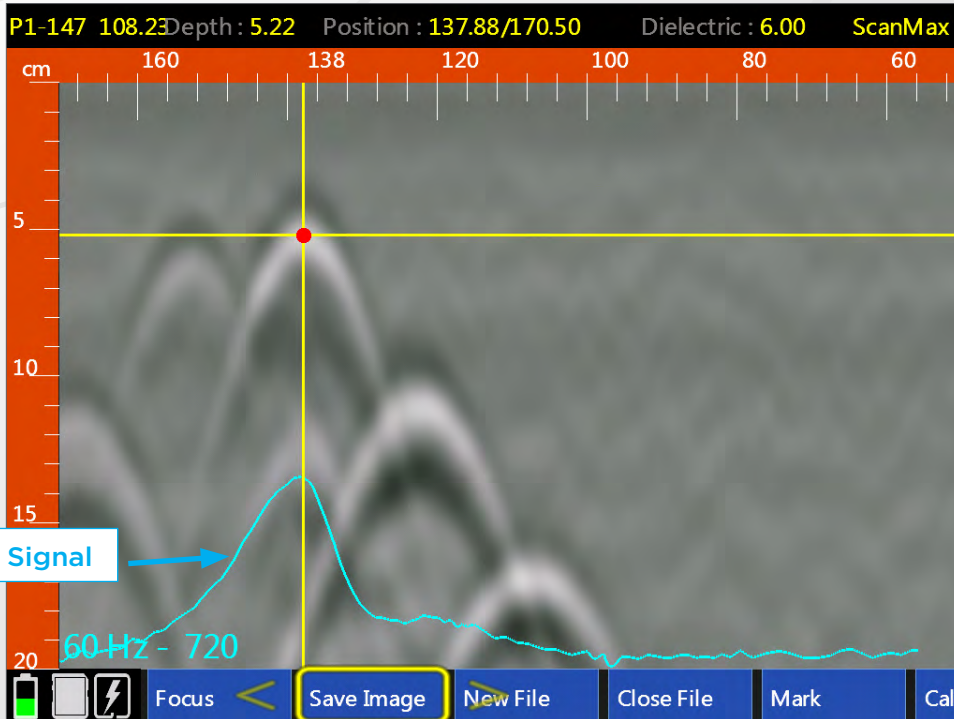 P1-147 108.23 Depth : 5.22 Position : 137.88/170.50 Dielectric : 6.00 ScanMax
cm 160 138 120 100 80 60
5
10
15
Signal
60 Hz - 720
20
Focus < Save Image > New File Close File Mark Cal